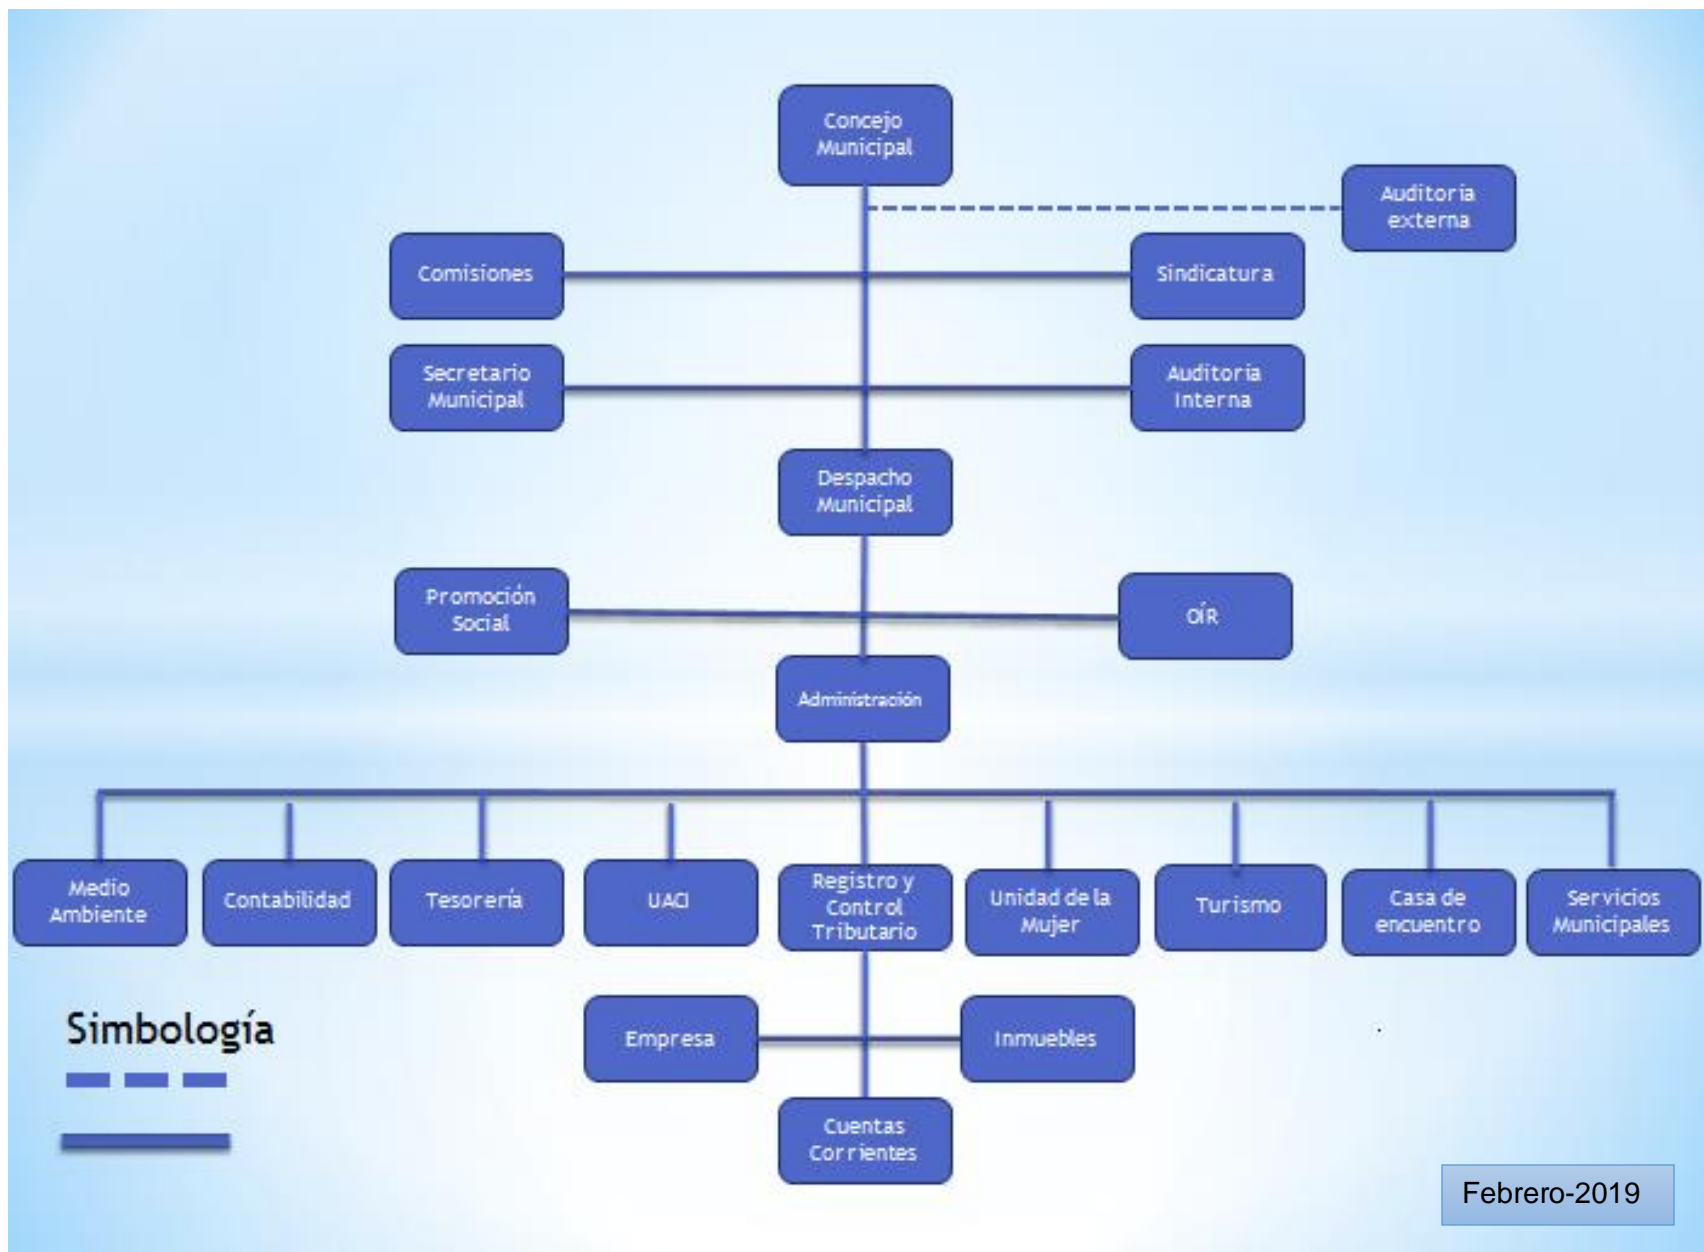 Concejo
Municipal
Auditoria
externa
Comisiones
Sindicatura
Secretario
Municipal
Auditoria
Interna
Despacho
Municipal
Promoción
Social
OÍR
Administración
Medio
Ambiente
Contabilidad
Tesorería
UACI
Registro y
Control
Tributario
Unidad de la
Mujer
Turismo
Casa de
encuentro
Servicios
Municipales
Simbología
Empresa
Inmuebles
Cuentas
Corrientes
Febrero-2019